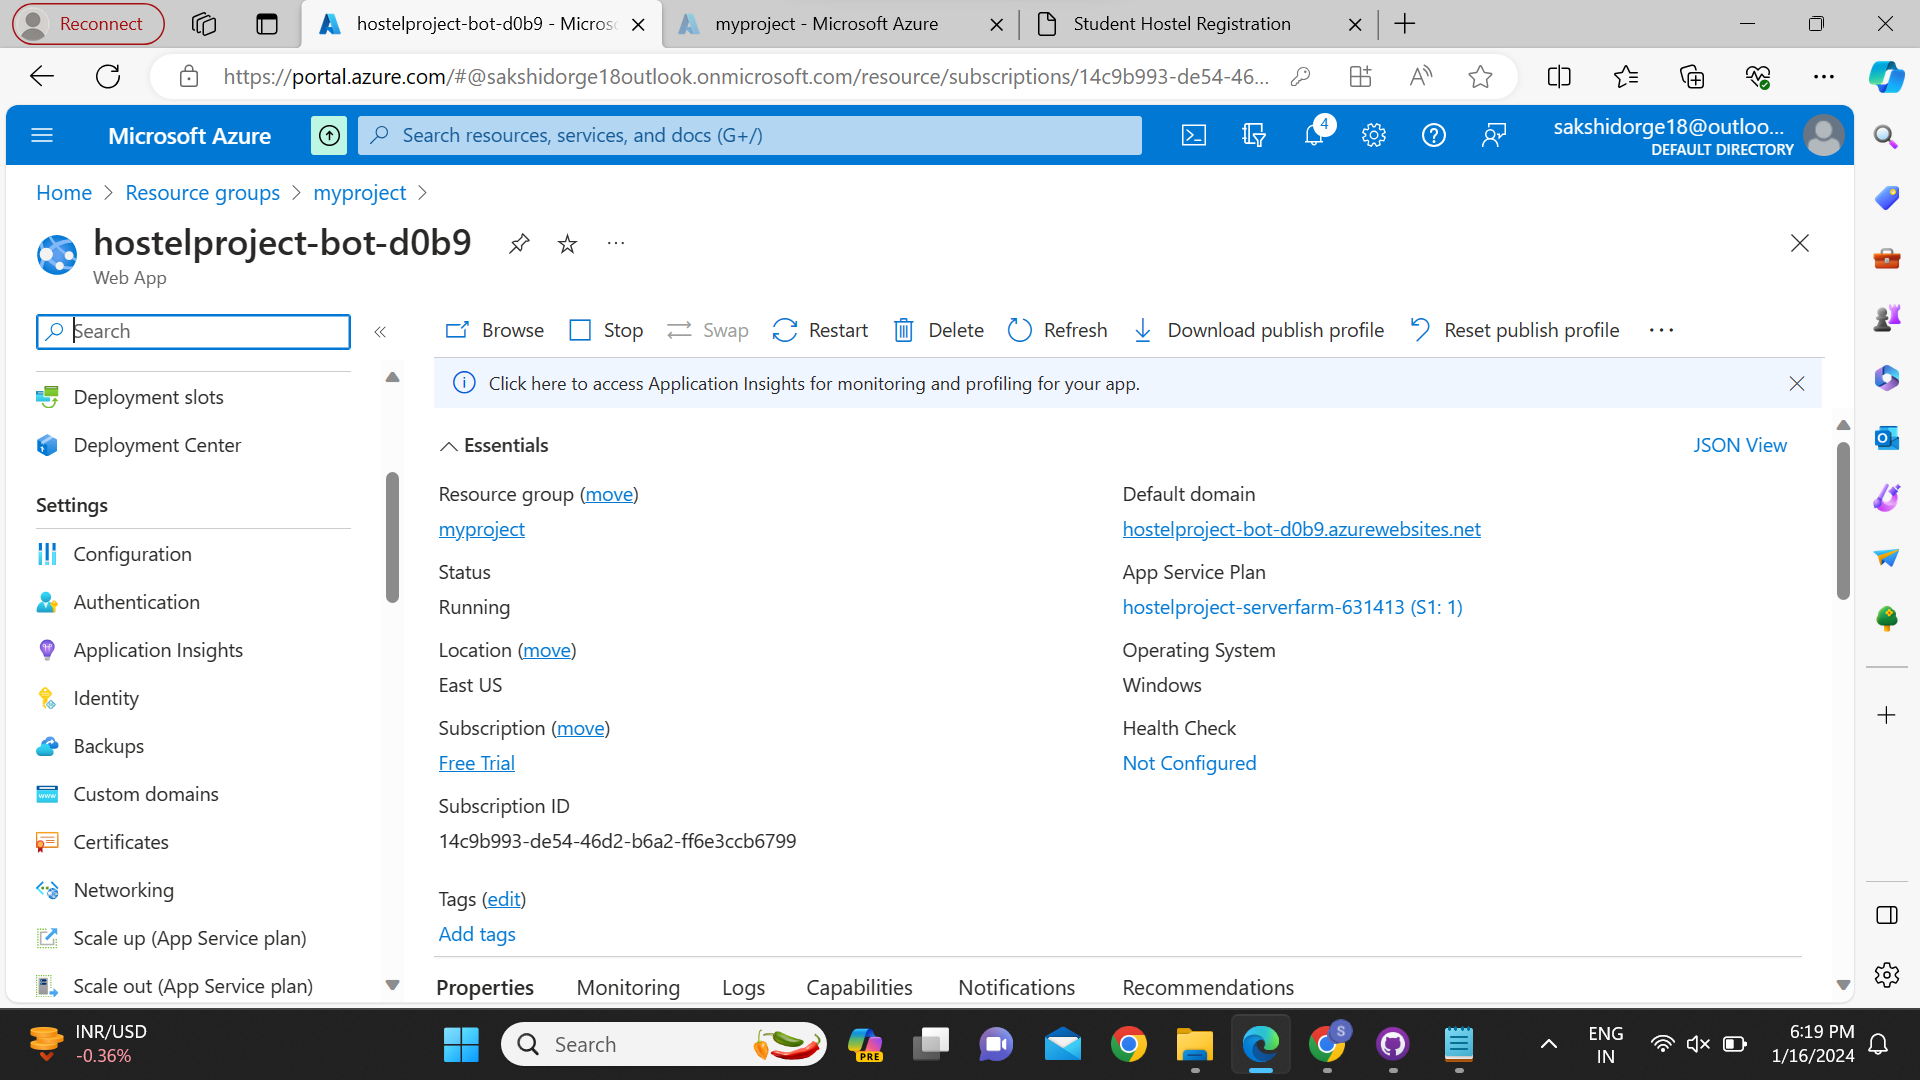 Reconnect
hostelproject-bot-d0b9 - Micros
myproject - Microsoft Azure
Student Hostel Registration
https://portal.azure.com/#@sakshidorge18outlook.onmicrosoft.com/resource/subscriptions/14c9b993-de54-46...
Microsoft Azure
Search resources, services, and docs (G+/)
4
sakshidorge18@outloo...
DEFAULT DIRECTORY
Home > Resource groups > myproject >
hostelproject-bot-d0b9
Web App
Search
Browse
Stop
Swap
Restart
Delete
Refresh
Download publish profile
Reset publish profile
Click here to access Application Insights for monitoring and profiling for your app.
Deployment slots
Deployment Center
Settings
Configuration
Authentication
Application Insights
Identity
Backups
Custom domains
Certificates
Networking
Scale up (App Service plan)
Scale out (App Service plan)
Essentials
JSON View
Resource group (move)
myproject
Status
Running
Location (move)
East US
Subscription (move)
Free Trial
Subscription ID
14c9b993-de54-46d2-b6a2-ff6e3ccb6799
Tags (edit)
Add tags
Default domain
hostelproject-bot-d0b9.azurewebsites.net
App Service Plan
hostelproject-serverfarm-631413 (S1: 1)
Operating System
Windows
Health Check
Not Configured
Properties
Monitoring
Logs
Capabilities
Notifications
Recommendations
INR/USD
-0.36%
Search
PRE
S
ENG
IN
6:19 PM
1/16/2024